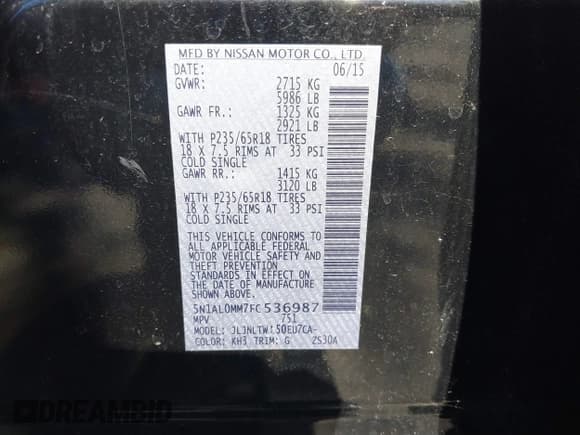 MFD BY NISSAN MOTOR CO., LTD
DATE: 06/15
GVWR: 2715 KG
5986 LB
GAWR FR.: 1325 KG
2921 LB
WITH P235/65R18 TIRES
18 X 7.5 RIMS AT 33 PSI
COLD SINGLE
GAWR RR.: 1415 KG
3120 LB
WITH P235/65R18 TIRES
18 X 7.5 RIMS AT 33 PSI
COLD SINGLE
THIS VEHICLE CONFORMS TO
ALL APPLICABLE FEDERAL
MOTOR VEHICLE SAFETY AND
THEFT PREVENTION
STANDARDS IN EFFECT ON
THE DATE OF MANUFACTURE
SHOWN ABOVE.
5N1AL0MM7FC536987
MPV 751
MODEL: JLJNLTW150EU7CA-
COLOR: KH3 TRIM: G 2S30A
DREAMBID